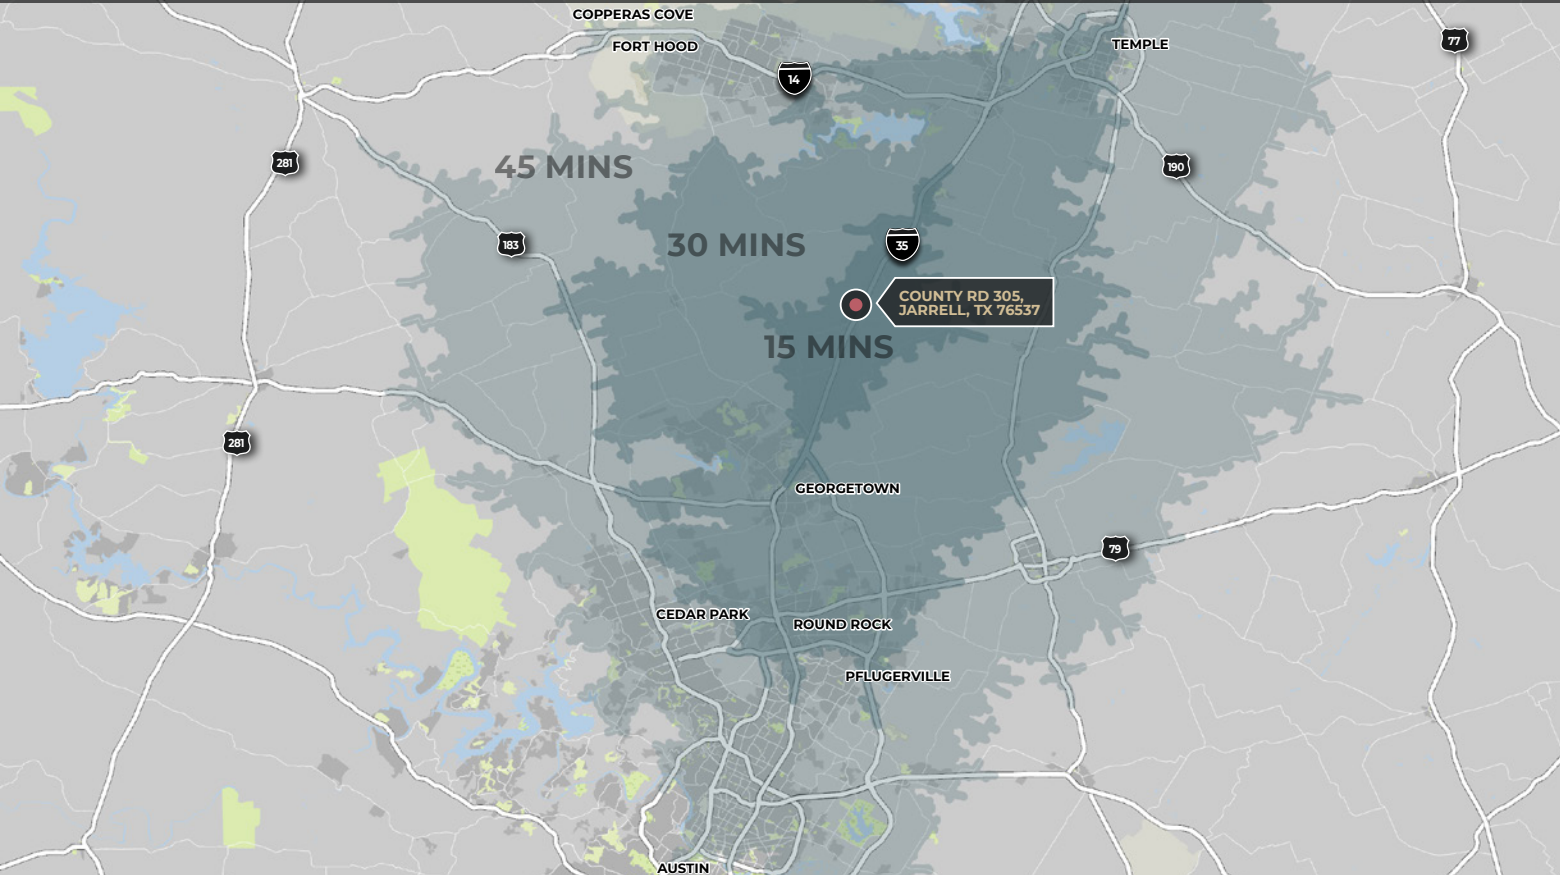 COPPERAS COVE
FORT HOOD
TEMPLE
77
14
281
45 MINS
190
183
30 MINS
35
COUNTY RD 305,
JARRELL, TX 76537
15 MINS
281
GEORGETOWN
79
CEDAR PARK
ROUND ROCK
PFLUGERVILLE
AUSTIN